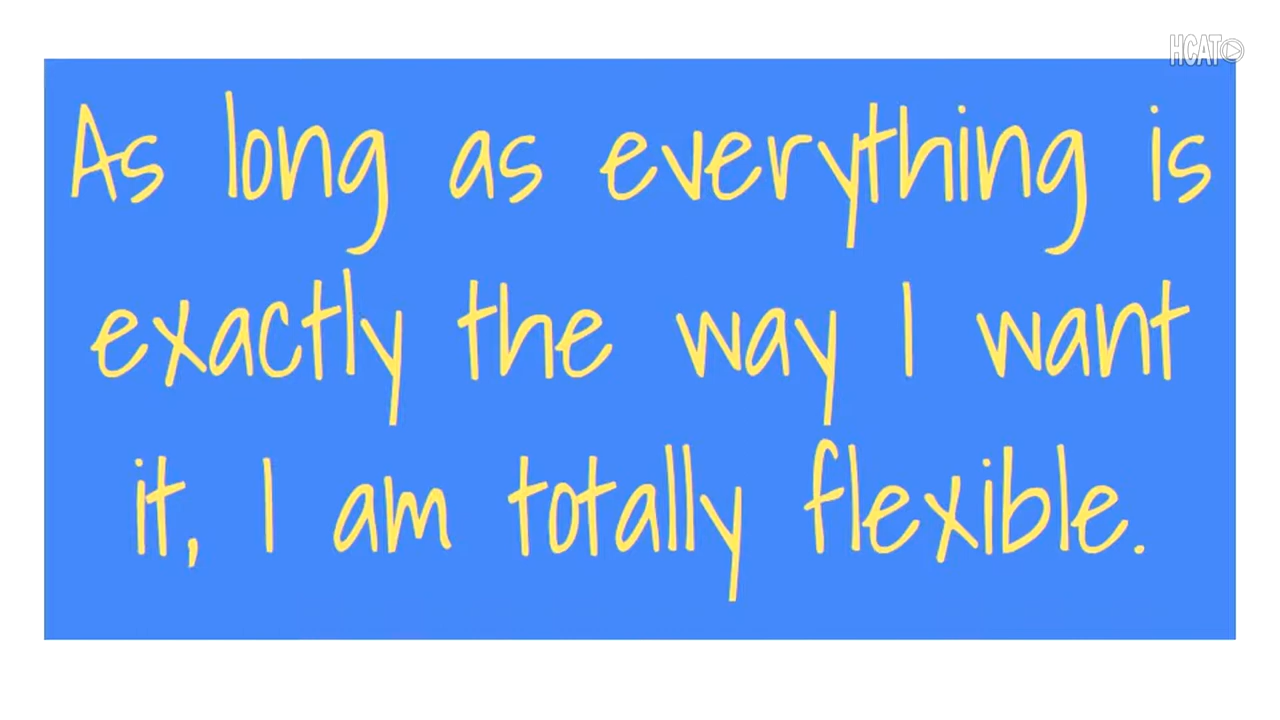 HCAT
As long as everything is
exactly the way I want
it, I am totally flexible.